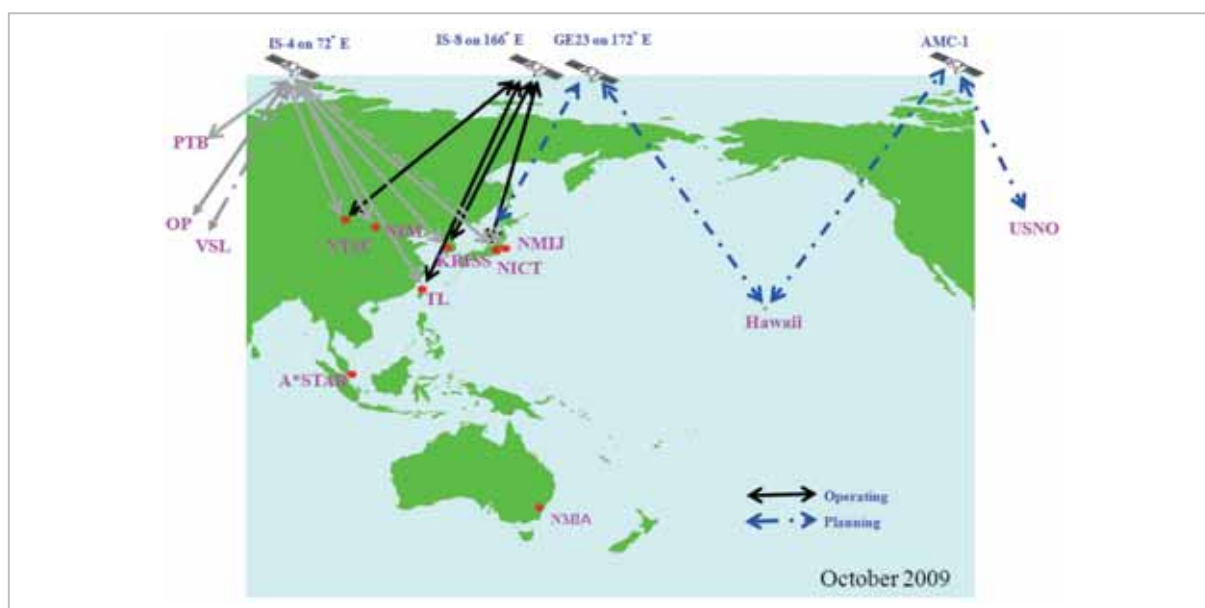 IS-4 on 72° E
IS-8 on 166° E
GE23 on 172° E
AMC-1
PTB
OP
VSL
NTSC
NIM
KRISS
NMIJ
NICT
TL
USNO
Hawaii
A*STAR
NMIA
Operating
Planning
October 2009